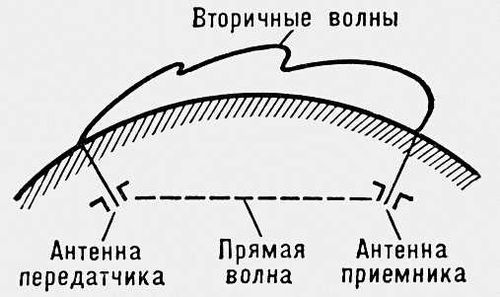 Вторичные волны
Антенна
передатчика
Прямая
волна
Антенна
приемника